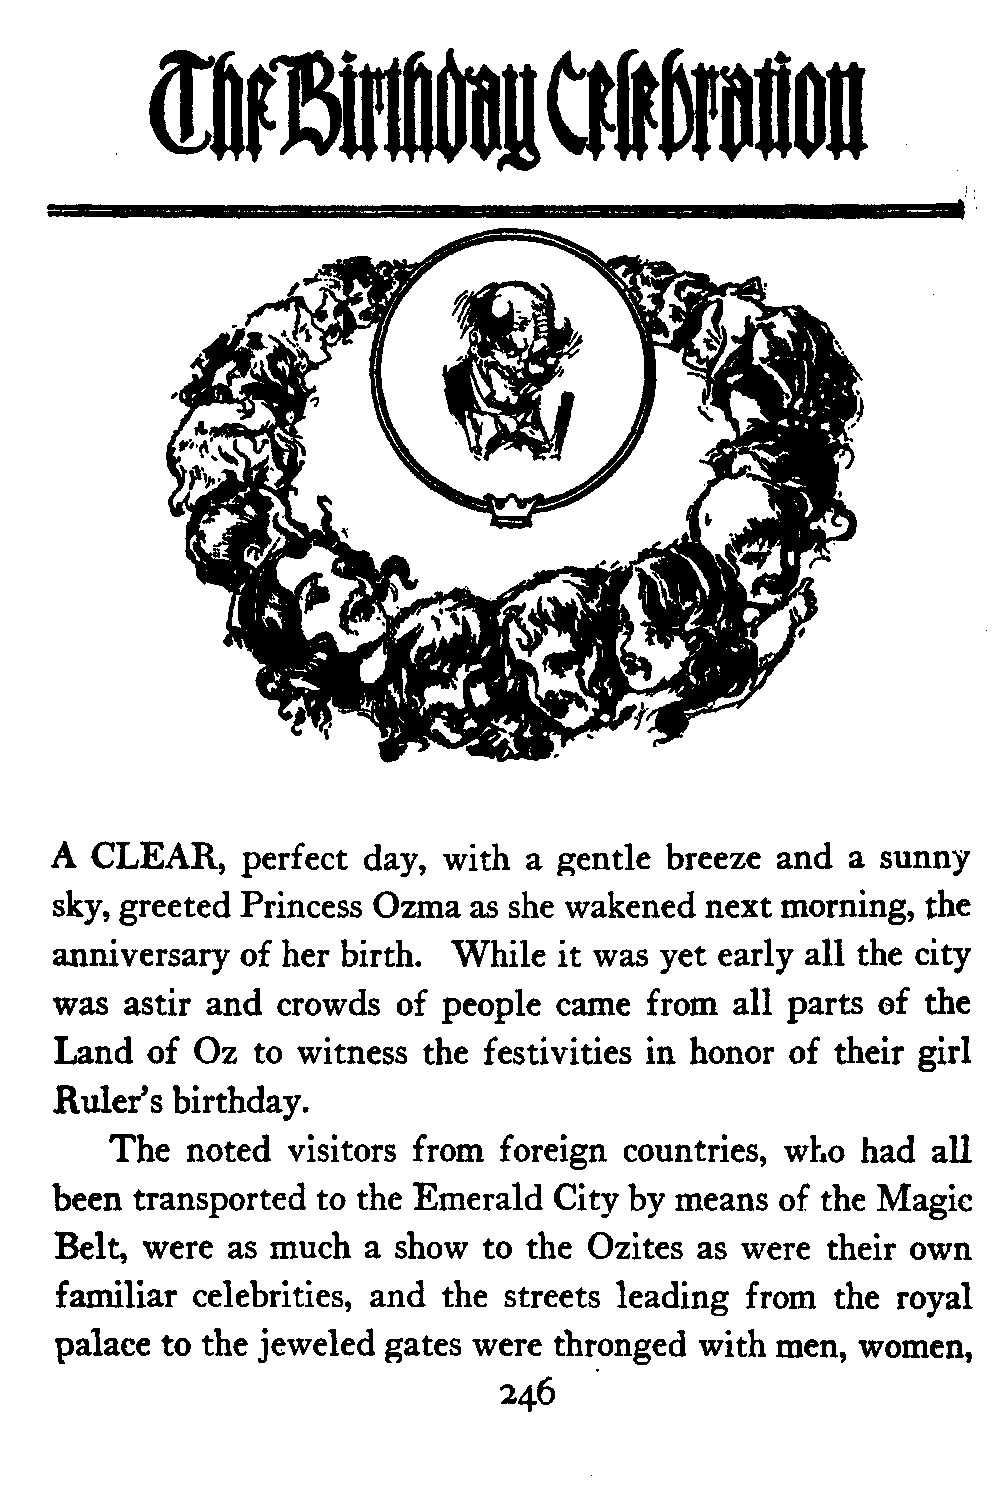 The Birthday Celebration
A CLEAR, perfect day, with a gentle breeze and a sunny
sky, greeted Princess Ozma as she wakened next morning, the
anniversary of her birth. While it was yet early all the city
was astir and crowds of people came from all parts of the
Land of Oz to witness the festivities in honor of their girl
Ruler's birthday.
The noted visitors from foreign countries, who had all
been transported to the Emerald City by means of the Magic
Belt, were as much a show to the Ozites as were their own
familiar celebrities, and the streets leading from the royal
palace to the jeweled gates were thronged with men, women,
246